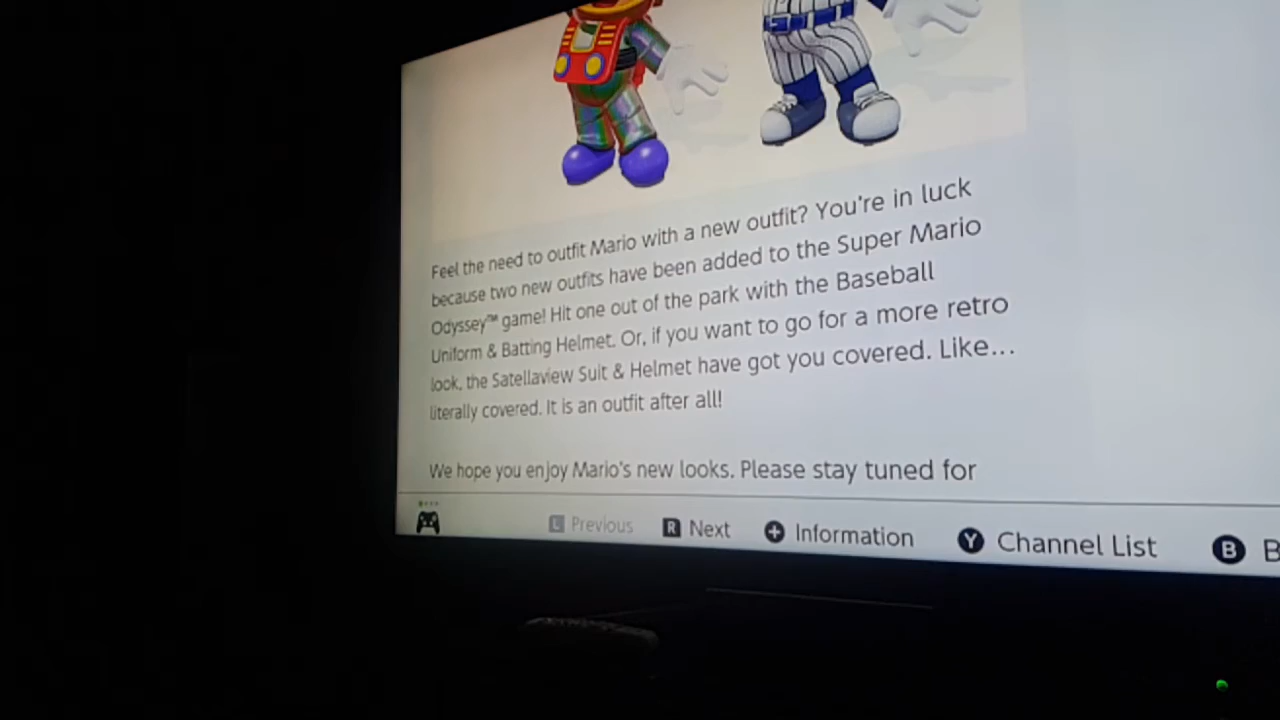 Feel the need to outfit Mario with a new outfit? You're in luck
because two new outfits have been added to the Super Mario
Odyssey™ game! Hit one out of the park with the Baseball
Uniform & Batting Helmet. Or, if you want to go for a more retro
look, the Satellaview Suit & Helmet have got you covered. Like...
literally covered. It is an outfit after all!
We hope you enjoy Mario's new looks. Please stay tuned for
L Previous R Next + Information Y Channel List B B